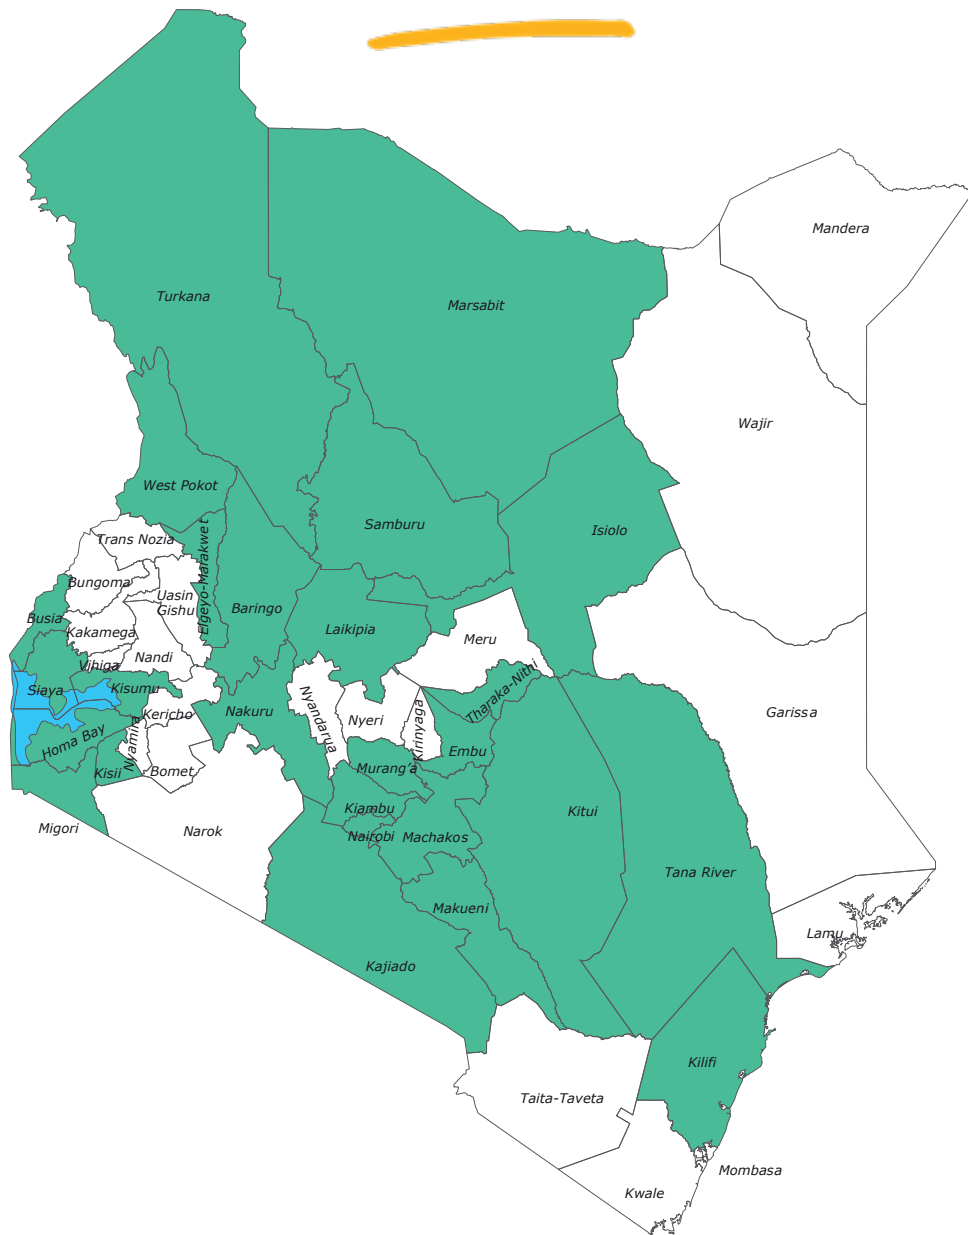 Mandera
Turkana
Marsabit
Wajir
West Pokot
Samburu
Isiolo
Trans Nozia
Elgeyo-Marakwet
Bungoma
Uasin
Gishu
Baringo
Busia
Laikipia
Kakamega
Meru
Nandi
Vihiga
Siaya
Kisumu
Tharaka-Nithi
Nakuru
Kericho
Nyandarua
Nyeri
Kirinyaga
Garissa
Homa Bay
Nyamira
Embu
Murang'a
Kisii
Bomet
Kiambu
Kitui
Migori
Narok
Nairobi
Machakos
Tana River
Makueni
Lamu
Kajiado
Kilifi
Taita-Taveta
Mombasa
Kwale